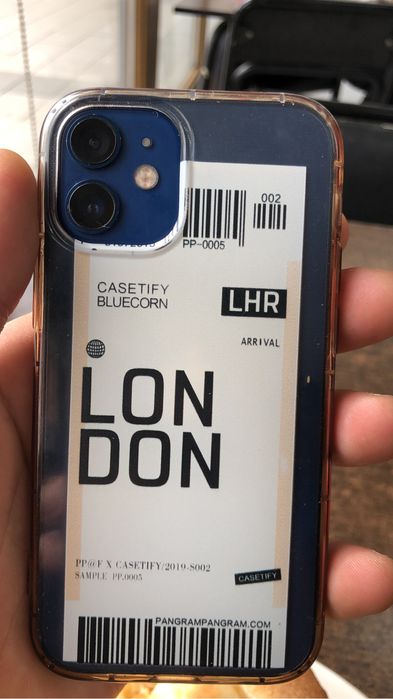 002
PP-0005
CASETIFY
BLUECORN
LHR
ARRIVAL
LON
DON
PP@F X CASETIFY/2019-S002
SAMPLE PP.0005
CASETIFY
PANGRAMPANGRAM.COM